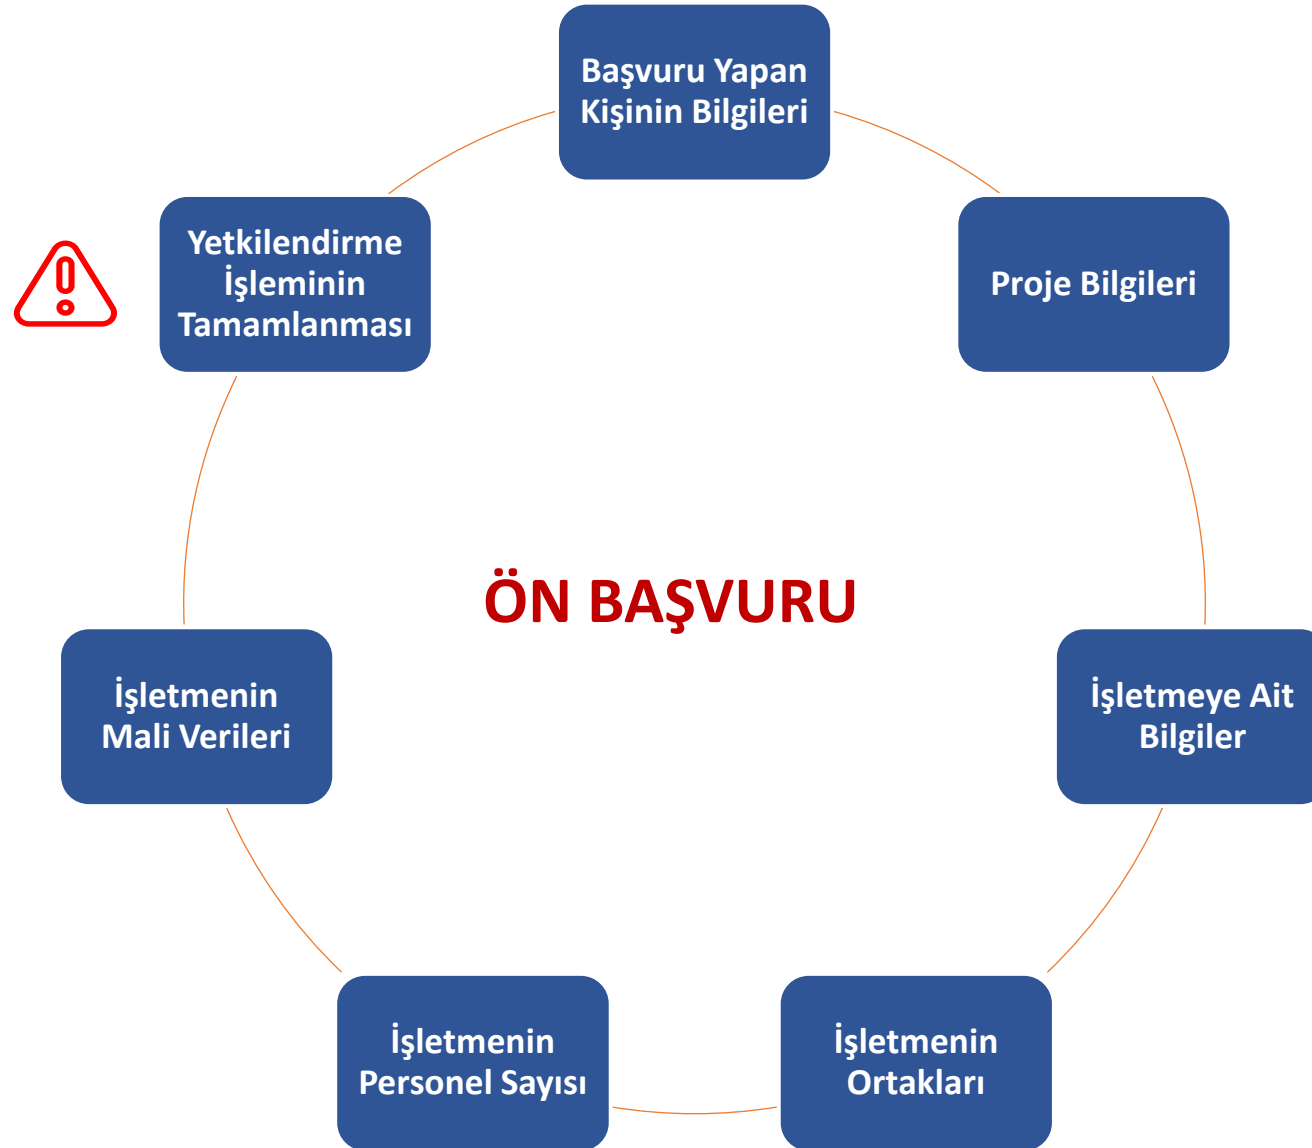 Başvuru Yapan
Kişinin Bilgileri
Proje Bilgileri
İşletmeye Ait
Bilgiler
İşletmenin
Ortakları
İşletmenin
Personel Sayısı
İşletmenin
Mali Verileri
Yetkilendirme
İşleminin
Tamamlanması
ÖN BAŞVURU